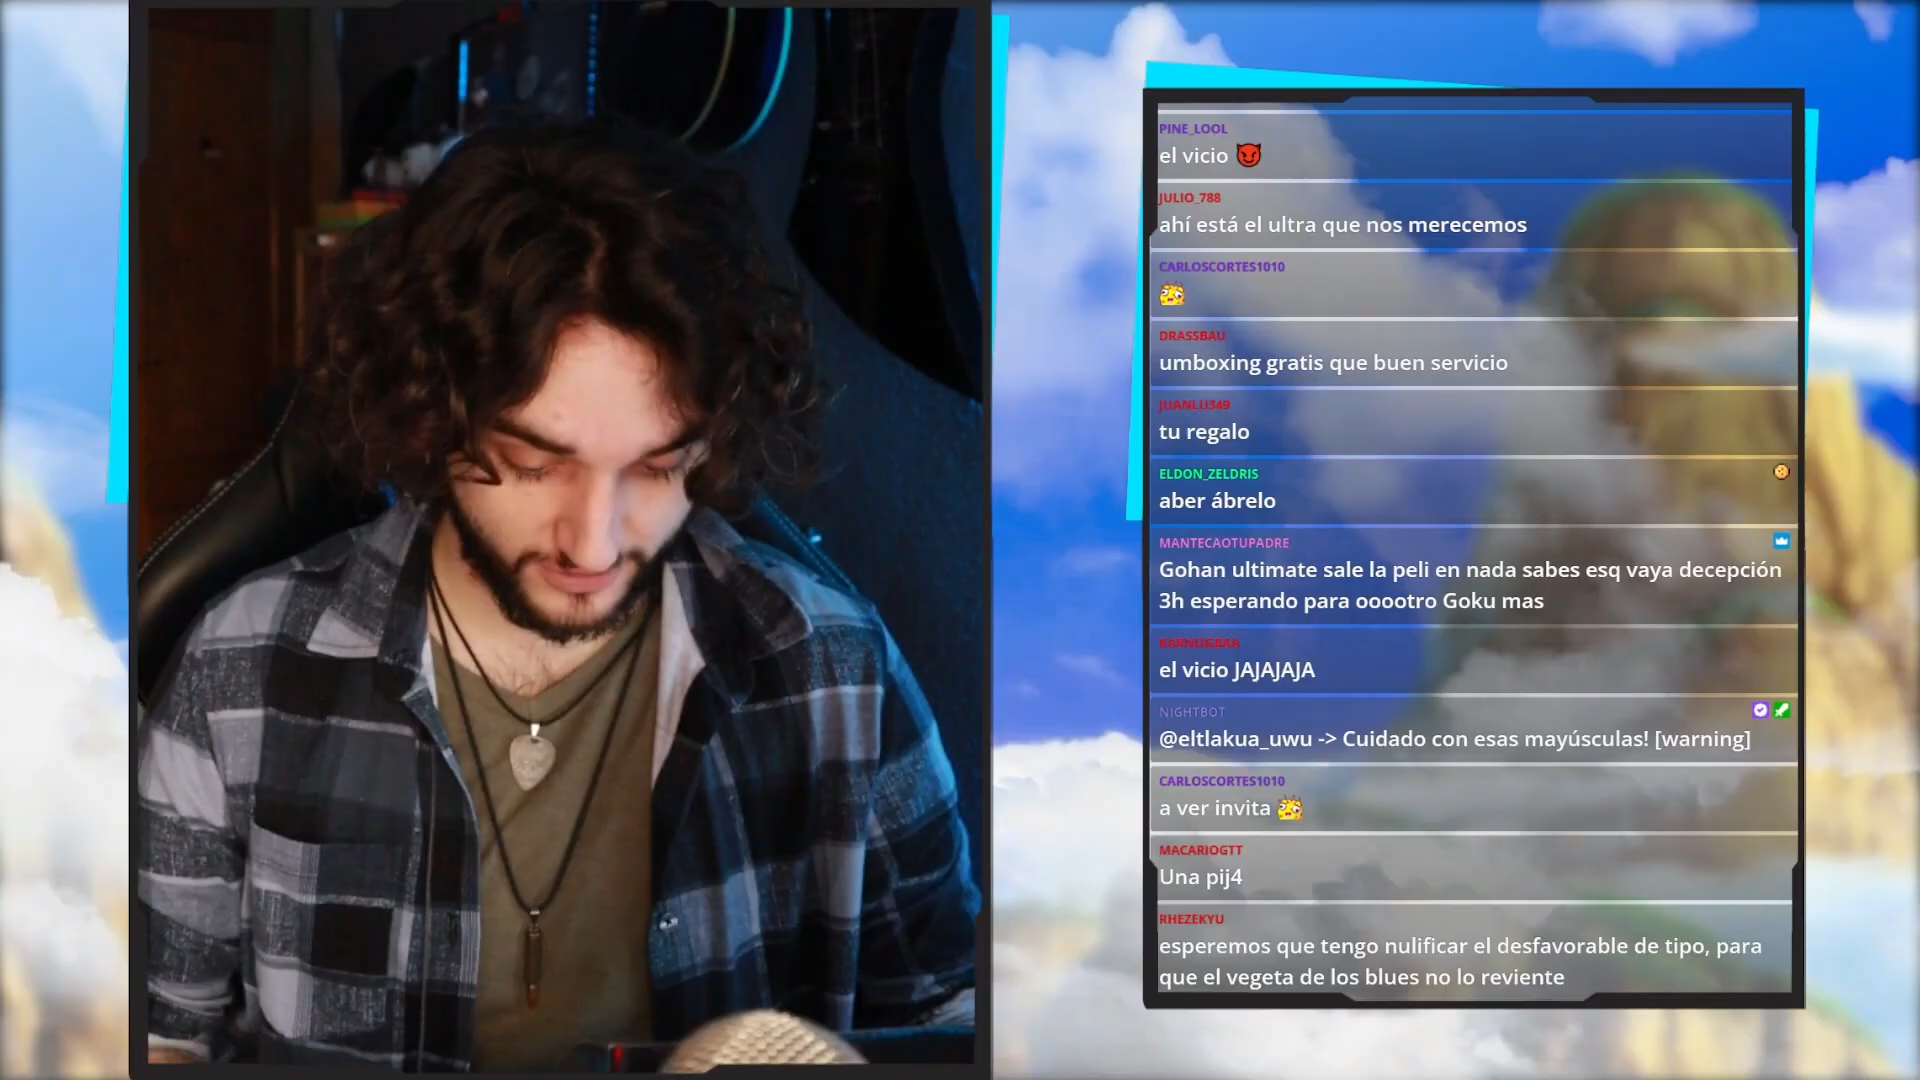 PINE_LOOL
el vicio
JULIO_788
ahí está el ultra que nos merecemos
CARLOSCORTES1010
DRASSBAU
umboxing gratis que buen servicio
JUANLU349
tu regalo
ELDON_ZELDRIS
aber ábrelo
MANTECAOTUPADRE
Gohan ultimate sale la peli en nada sabes esq vaya decepción
3h esperando para ooootro Goku mas
el vicio JAJAJAJA
NIGHTBOT
@eltlakua_uwu -> Cuidado con esas mayúsculas! [warning]
CARLOSCORTES1010
a ver invita
MACARIOGTT
Una pij4
RHEZEKYU
esperemos que tengo nulificar el desfavorable de tipo, para
que el vegeta de los blues no lo reviente